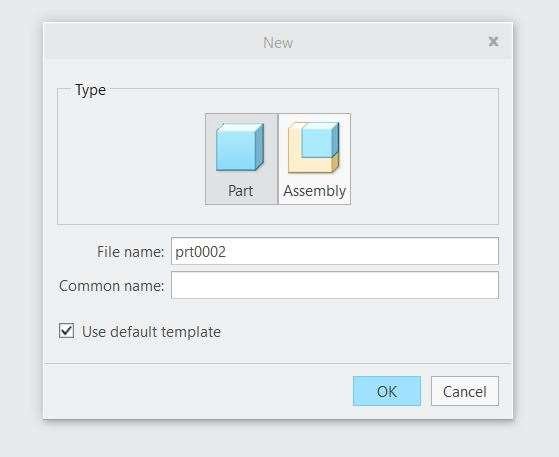 New
Type
Part
Assembly
File name: prt0002
Common name:
Use default template
OK
Cancel